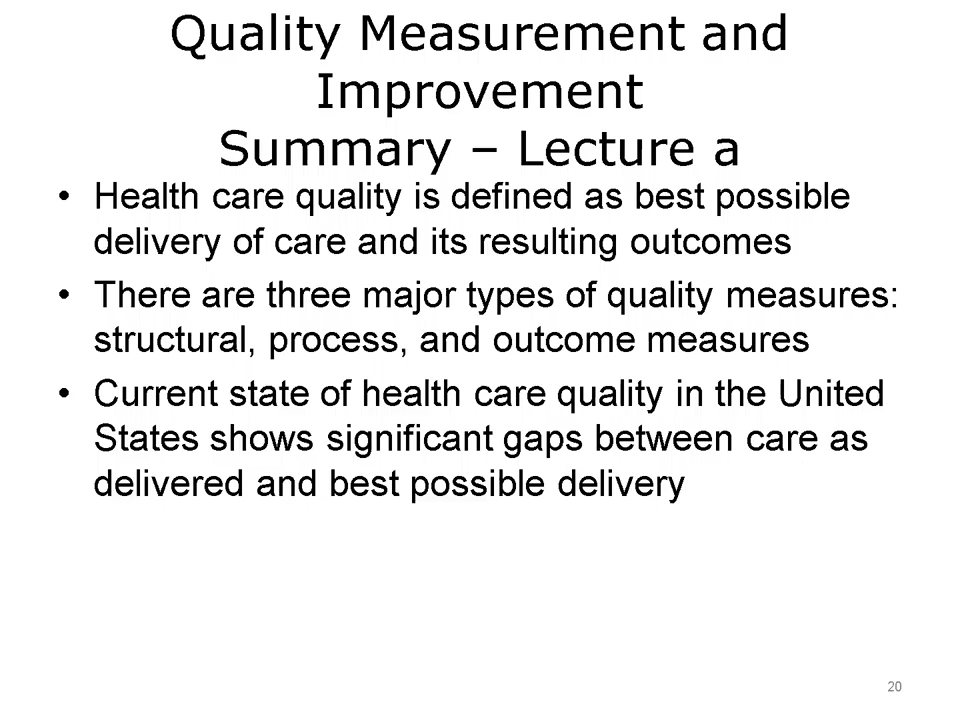 Quality Measurement and
Improvement
Summary – Lecture a
• Health care quality is defined as best possible
delivery of care and its resulting outcomes
• There are three major types of quality measures:
structural, process, and outcome measures
• Current state of health care quality in the United
States shows significant gaps between care as
delivered and best possible delivery
20